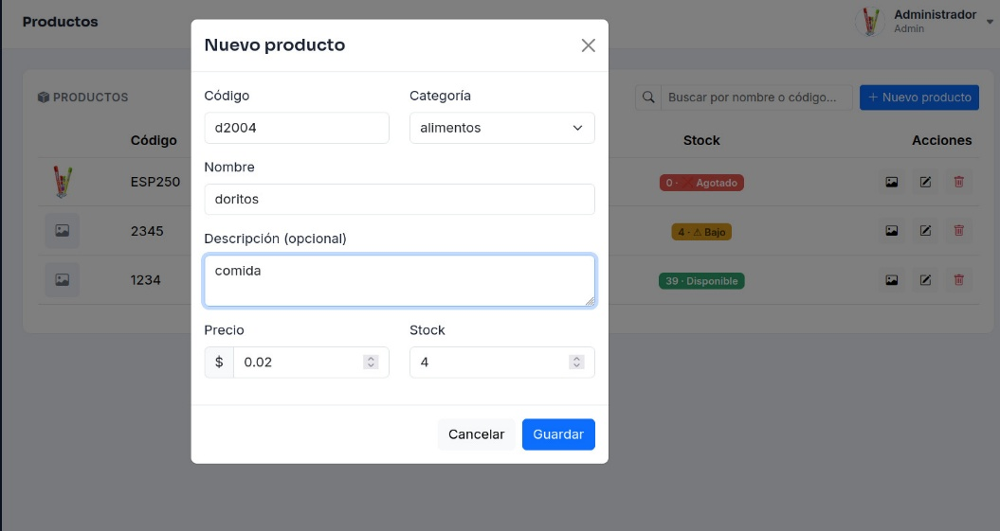 Productos
Administrador
Admin
Nuevo producto
Código
Categoría
d2004
alimentos
Nombre
doritos
Descripción (opcional)
comida
Precio
Stock
$ 0.02
4
Cancelar
Guardar
PRODUCTOS
Buscar por nombre o código...
+ Nuevo producto
Código
Stock
Acciones
ESP250
0 · Agotado
2345
4 · ⚠ Bajo
1234
39 · Disponible